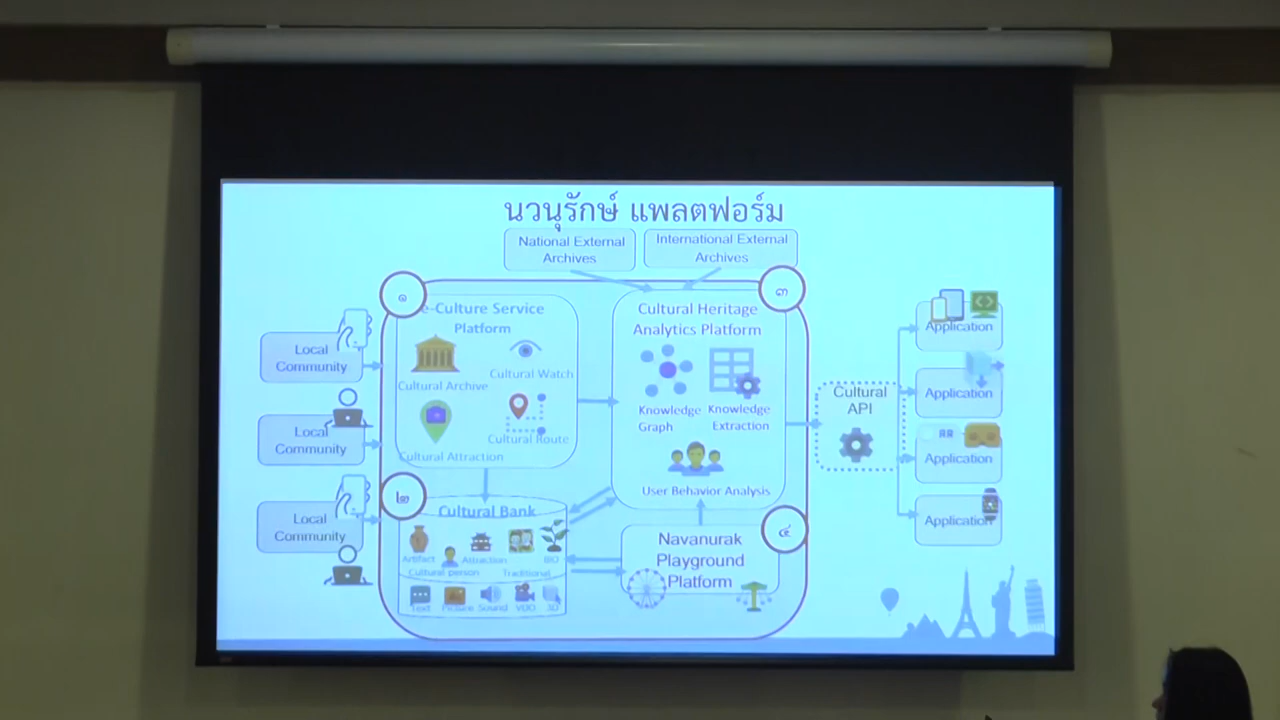 นวนุรักษ์ แพลตฟอร์ม
National External
Archives
International External
Archives
๑
e-Culture Service
Platform
Cultural Archive
Cultural Watch
Cultural Attraction
Cultural Route
๓
Cultural Heritage
Analytics Platform
Knowledge
Graph
Knowledge
Extraction
User Behavior Analysis
Local
Community
Local
Community
Local
Community
๒
Cultural Bank
Artifact
Attraction
BIO
Cultural person
Traditional
Text
Picture
Sound
VDO
3D
๔
Navanurak
Playground
Platform
Cultural
API
Application
Application
AR
Application
Application